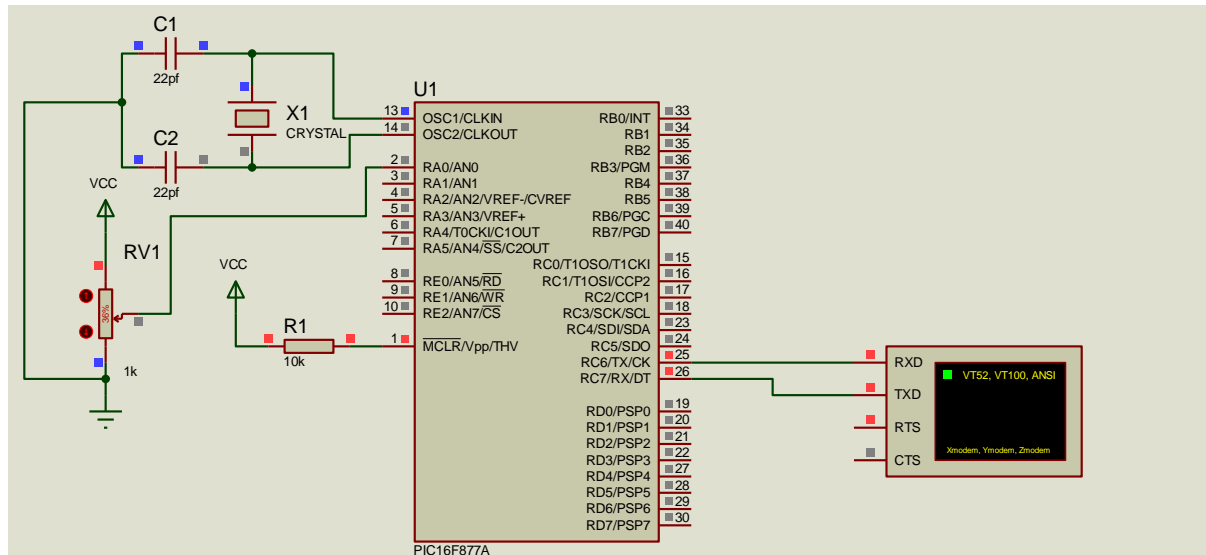 C1
22pf
C2
22pf
X1
CRYSTAL
VCC
RV1
36%
1k
VCC
R1
10k
U1
13 OSC1/CLKIN
14 OSC2/CLKOUT
2 RA0/AN0
3 RA1/AN1
4 RA2/AN2/VREF-/CVREF
5 RA3/AN3/VREF+
6 RA4/T0CKI/C1OUT
7 RA5/AN4/SS/C2OUT
8 RE0/AN5/RD
9 RE1/AN6/WR
10 RE2/AN7/CS
1 MCLR/Vpp/THV
RB0/INT 33
RB1 34
RB2 35
RB3/PGM 36
RB4 37
RB5 38
RB6/PGC 39
RB7/PGD 40
RC0/T1OSO/T1CKI 15
RC1/T1OSI/CCP2 16
RC2/CCP1 17
RC3/SCK/SCL 18
RC4/SDI/SDA 23
RC5/SDO 24
RC6/TX/CK 25
RC7/RX/DT 26
RD0/PSP0 19
RD1/PSP1 20
RD2/PSP2 21
RD3/PSP3 22
RD4/PSP4 27
RD5/PSP5 28
RD6/PSP6 29
RD7/PSP7 30
PIC16F877A
RXD
TXD
RTS
CTS
VT52, VT100, ANSI
Xmodem, Ymodem, Zmodem